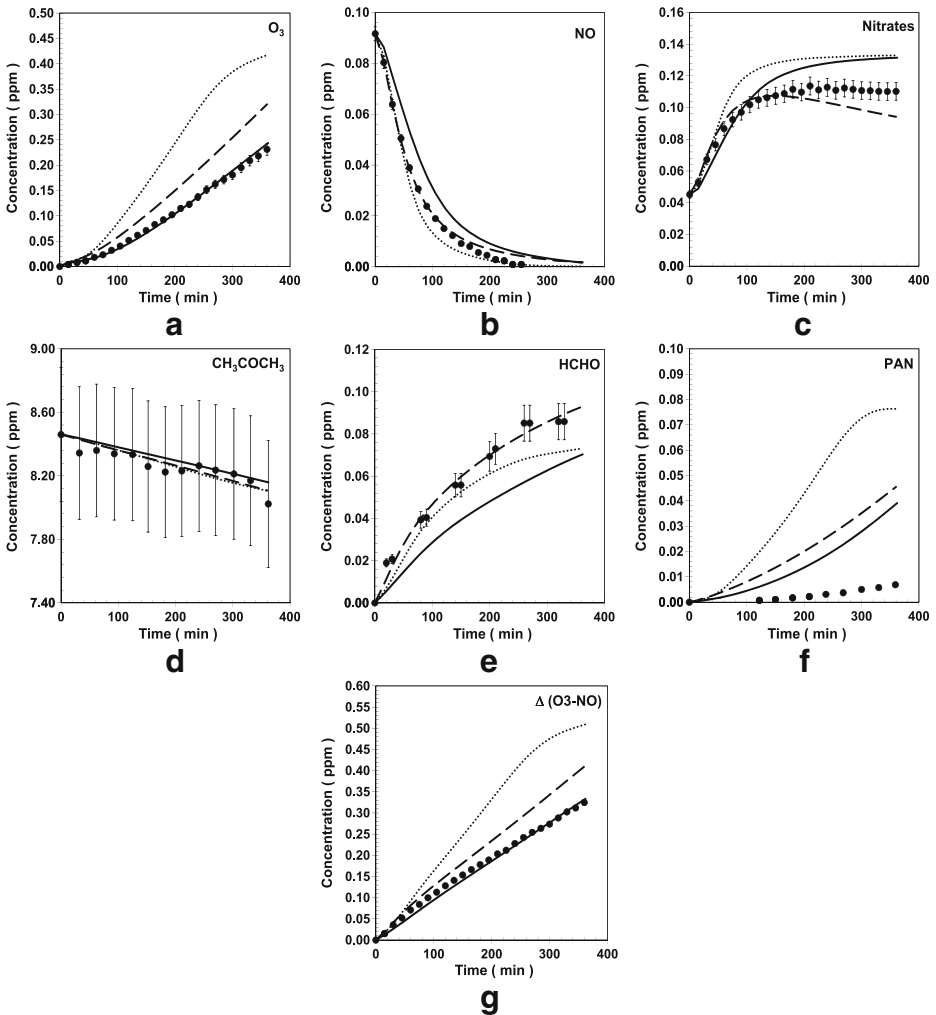 O₃
Concentration ( ppm )
0.50
0.45
0.40
0.35
0.30
0.25
0.20
0.15
0.10
0.05
0.00
0 100 200 300 400
Time ( min )
a
NO
Concentration ( ppm )
0.10
0.08
0.06
0.04
0.02
0.00
0 100 200 300 400
Time ( min )
b
Nitrates
Concentration ( ppm )
0.16
0.14
0.12
0.10
0.08
0.06
0.04
0.02
0.00
0 100 200 300 400
Time ( min )
c
CH₃COCH₃
Concentration ( ppm )
9.00
8.60
8.20
7.80
7.40
0 100 200 300 400
Time ( min )
d
HCHO
Concentration ( ppm )
0.12
0.10
0.08
0.06
0.04
0.02
0.00
0 100 200 300 400
Time ( min )
e
PAN
Concentration ( ppm )
0.10
0.09
0.08
0.07
0.06
0.05
0.04
0.03
0.02
0.01
0.00
0 100 200 300 400
Time ( min )
f
Δ (O3-NO)
Concentration ( ppm )
0.60
0.55
0.50
0.45
0.40
0.35
0.30
0.25
0.20
0.15
0.10
0.05
0.00
0 100 200 300 400
Time ( min )
g